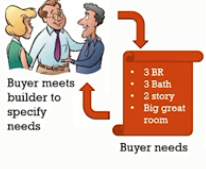 • 3 BR
• 3 Bath
• 2 story
• Big great
room
Buyer meets
builder to
specify
needs
Buyer needs